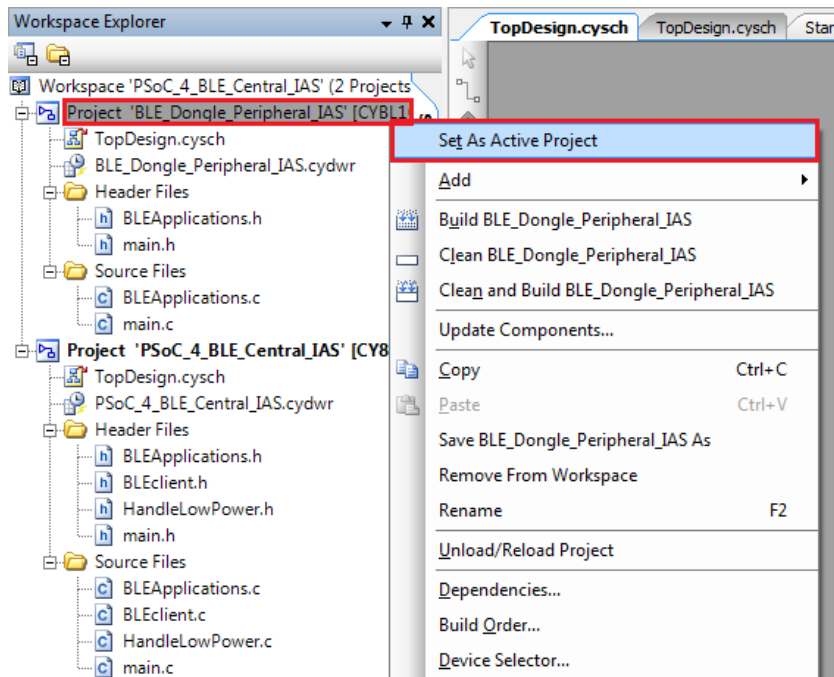 Workspace Explorer
TopDesign.cysch TopDesign.cysch Star
Workspace 'PSoC_4_BLE_Central_IAS' (2 Projects
Project 'BLE_Dongle_Peripheral_IAS' [CYBL1
TopDesign.cysch
BLE_Dongle_Peripheral_IAS.cydwr
Header Files
h BLEApplications.h
h main.h
Source Files
c BLEApplications.c
c main.c
Project 'PSoC_4_BLE_Central_IAS' [CY8
TopDesign.cysch
PSoC_4_BLE_Central_IAS.cydwr
Header Files
h BLEApplications.h
h BLEclient.h
h HandleLowPower.h
h main.h
Source Files
c BLEApplications.c
c BLEclient.c
c HandleLowPower.c
c main.c
Set As Active Project
Add
Build BLE_Dongle_Peripheral_IAS
Clean BLE_Dongle_Peripheral_IAS
Clean and Build BLE_Dongle_Peripheral_IAS
Update Components...
Copy Ctrl+C
Paste Ctrl+V
Save BLE_Dongle_Peripheral_IAS As
Remove From Workspace
Rename F2
Unload/Reload Project
Dependencies...
Build Order...
Device Selector...